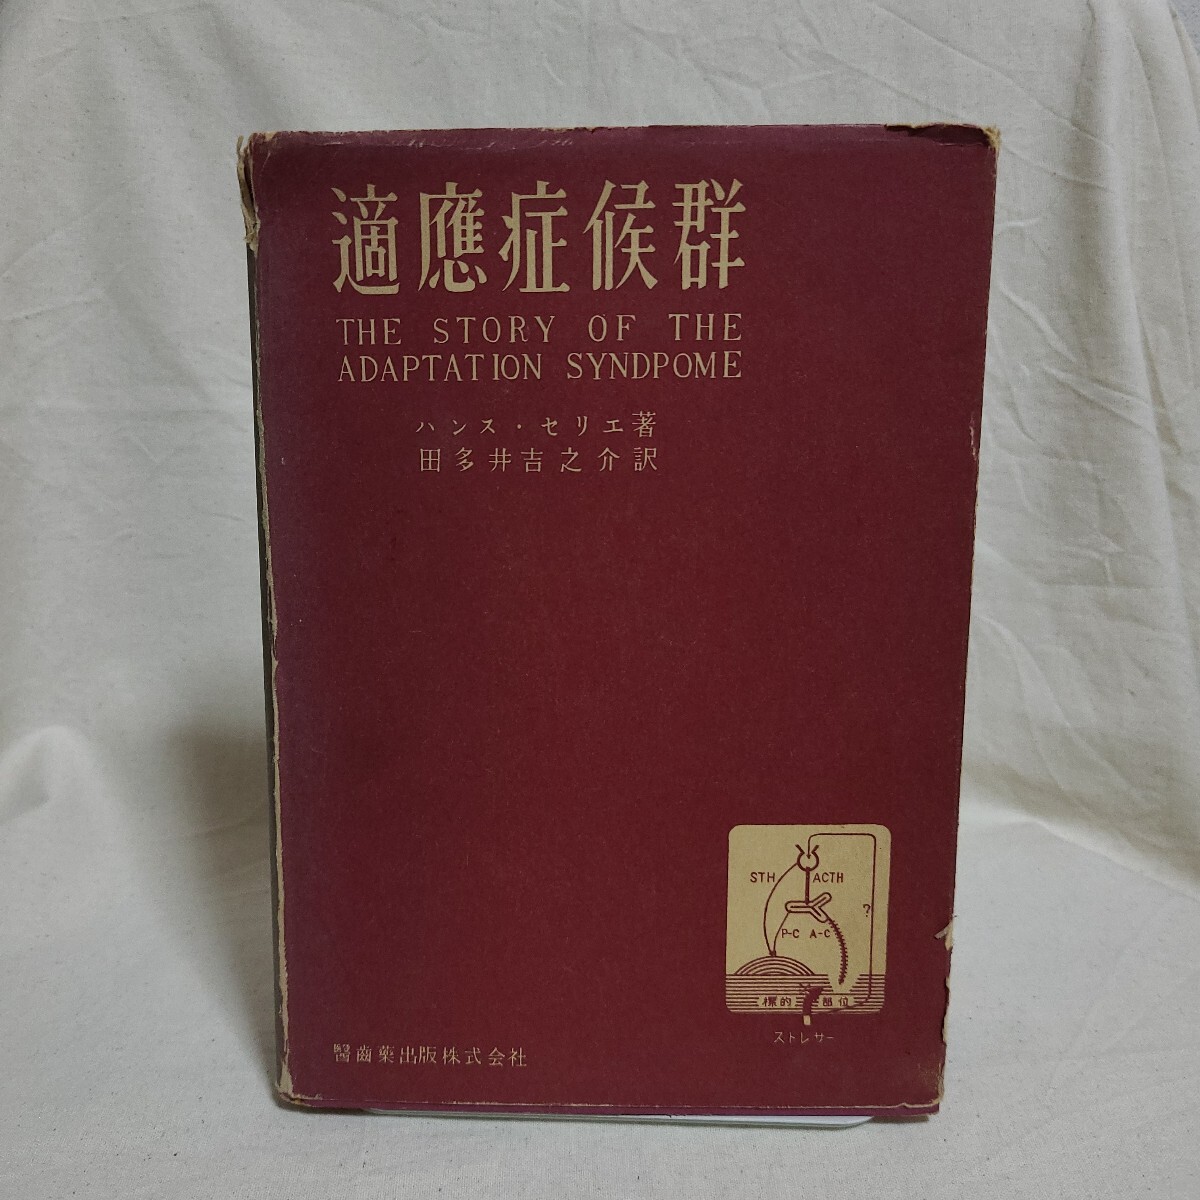 適應症候群
THE STORY OF THE
ADAPTATION SYNDPOME
ハンス・セリエ著
田多井吉之介訳
STH ACTH
?
P-C A-C
標的 部位
ストレサー
醫齒藥出版株式会社